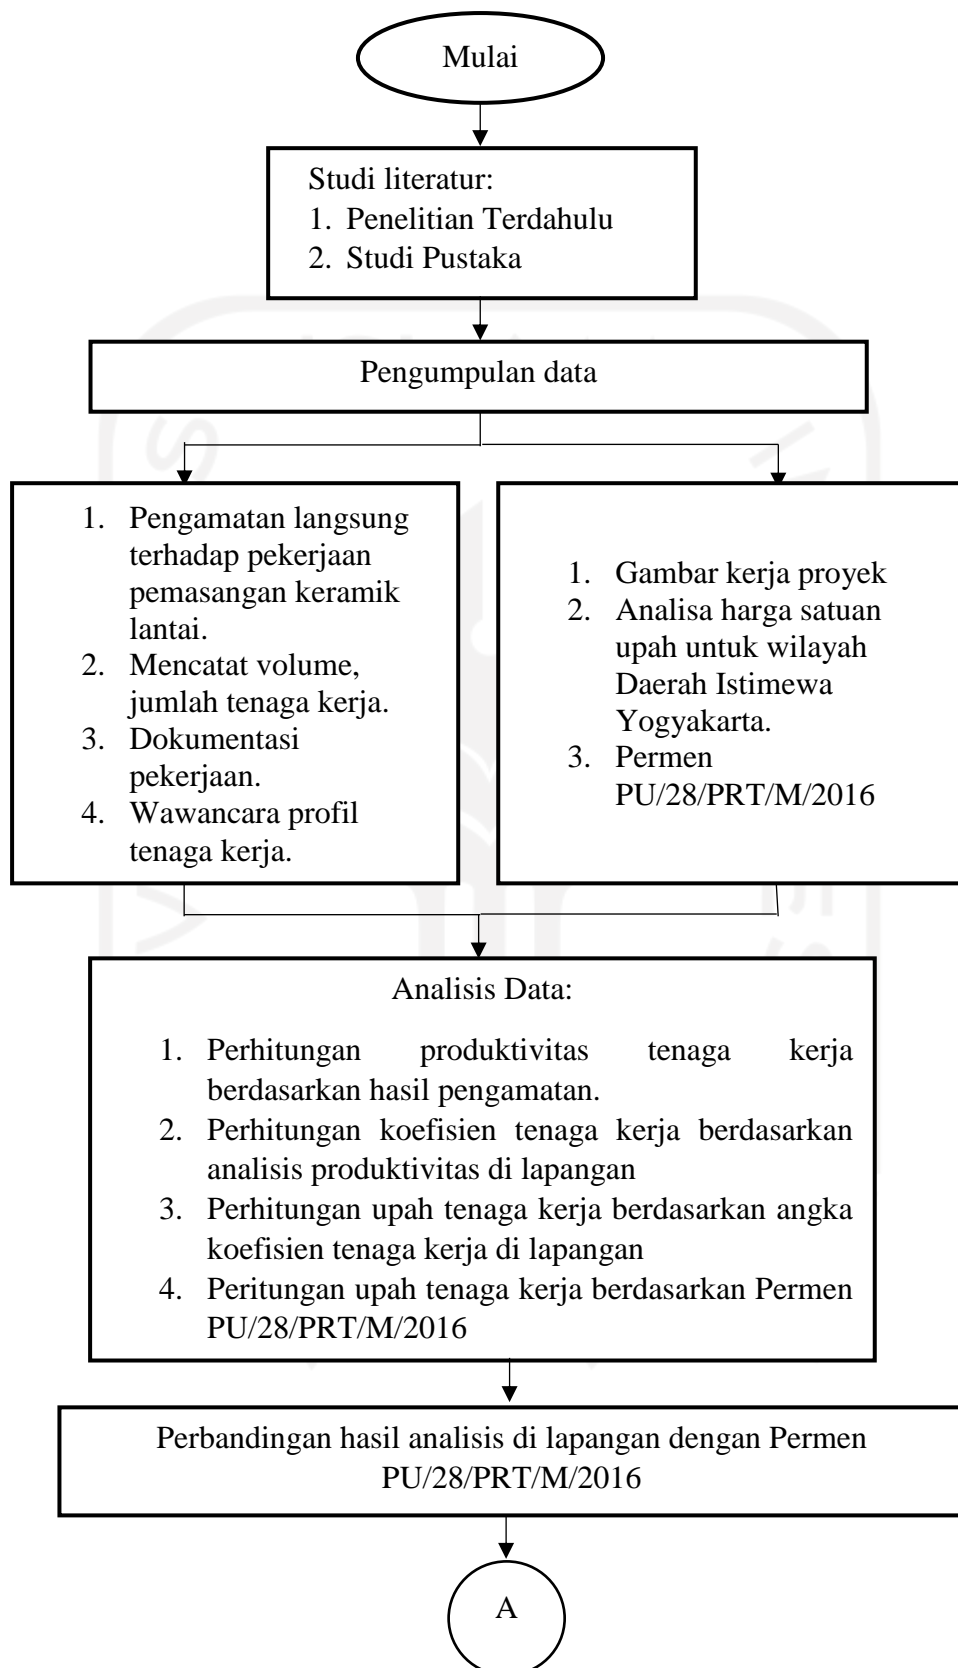 Mulai
Studi literatur:
1. Penelitian Terdahulu
2. Studi Pustaka
Pengumpulan data
1. Pengamatan langsung
terhadap pekerjaan
pemasangan keramik
lantai.
2. Mencatat volume,
jumlah tenaga kerja.
3. Dokumentasi
pekerjaan.
4. Wawancara profil
tenaga kerja.
1. Gambar kerja proyek
2. Analisa harga satuan
upah untuk wilayah
Daerah Istimewa
Yogyakarta.
3. Permen
PU/28/PRT/M/2016
Analisis Data:
1. Perhitungan produktivitas tenaga kerja
berdasarkan hasil pengamatan.
2. Perhitungan koefisien tenaga kerja berdasarkan
analisis produktivitas di lapangan
3. Perhitungan upah tenaga kerja berdasarkan angka
koefisien tenaga kerja di lapangan
4. Peritungan upah tenaga kerja berdasarkan Permen
PU/28/PRT/M/2016
Perbandingan hasil analisis di lapangan dengan Permen
PU/28/PRT/M/2016
A